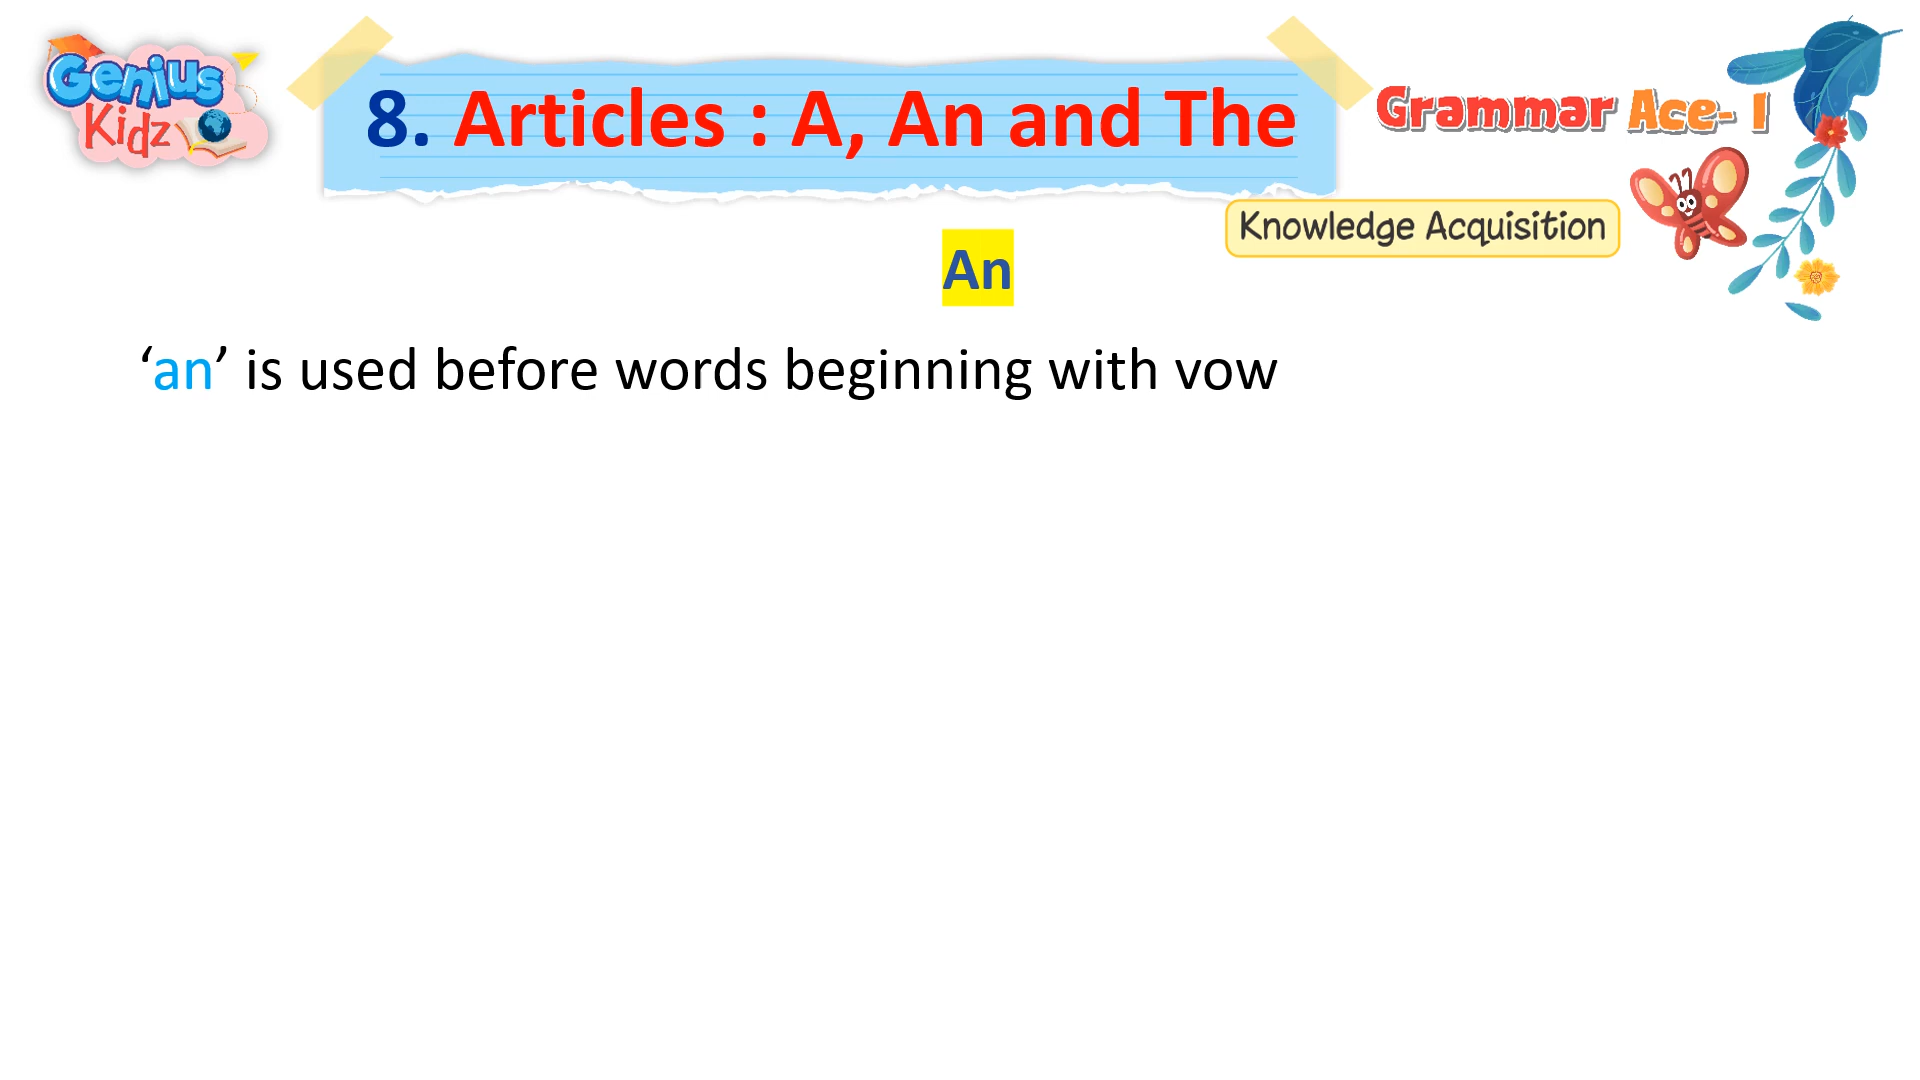 Genius
Kidz
8. Articles : A, An and The
Grammar Ace- 1
Knowledge Acquisition
An
‘an’ is used before words beginning with vow